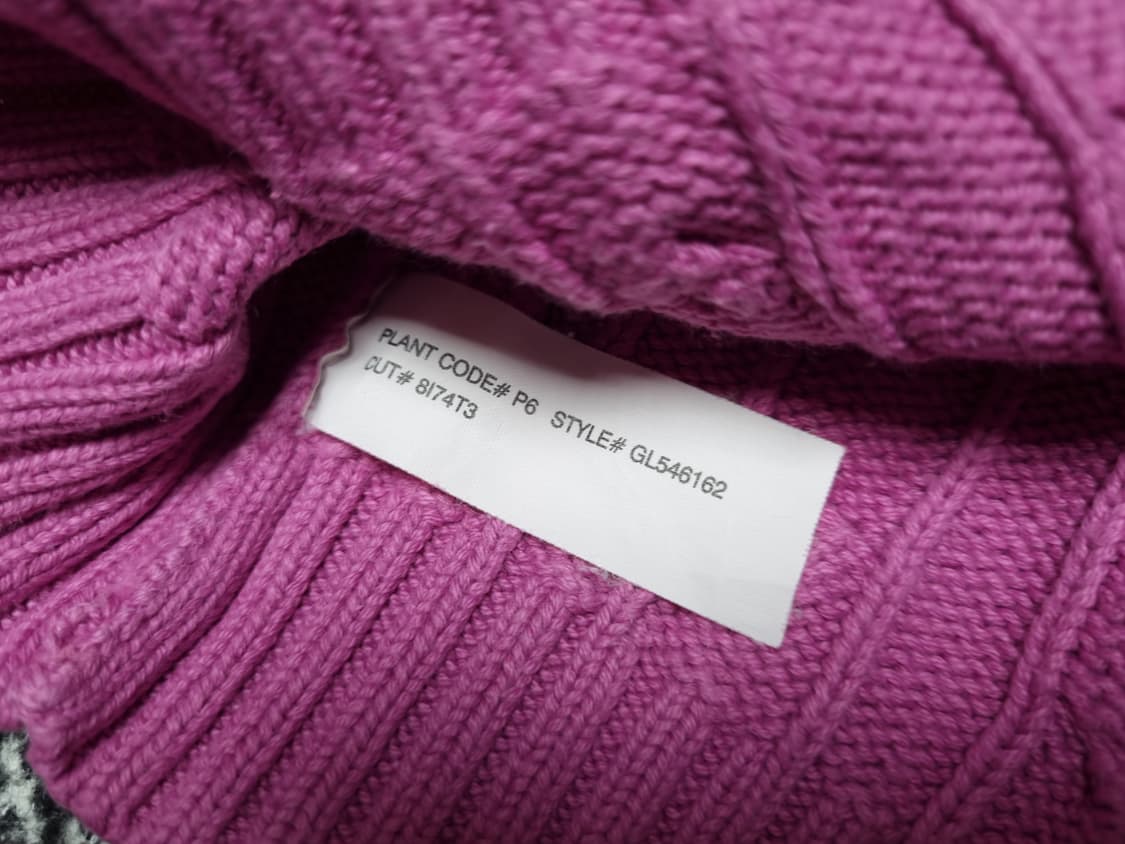 PLANT CODE# P6 STYLE# GL546162
CUT# 8I74T3